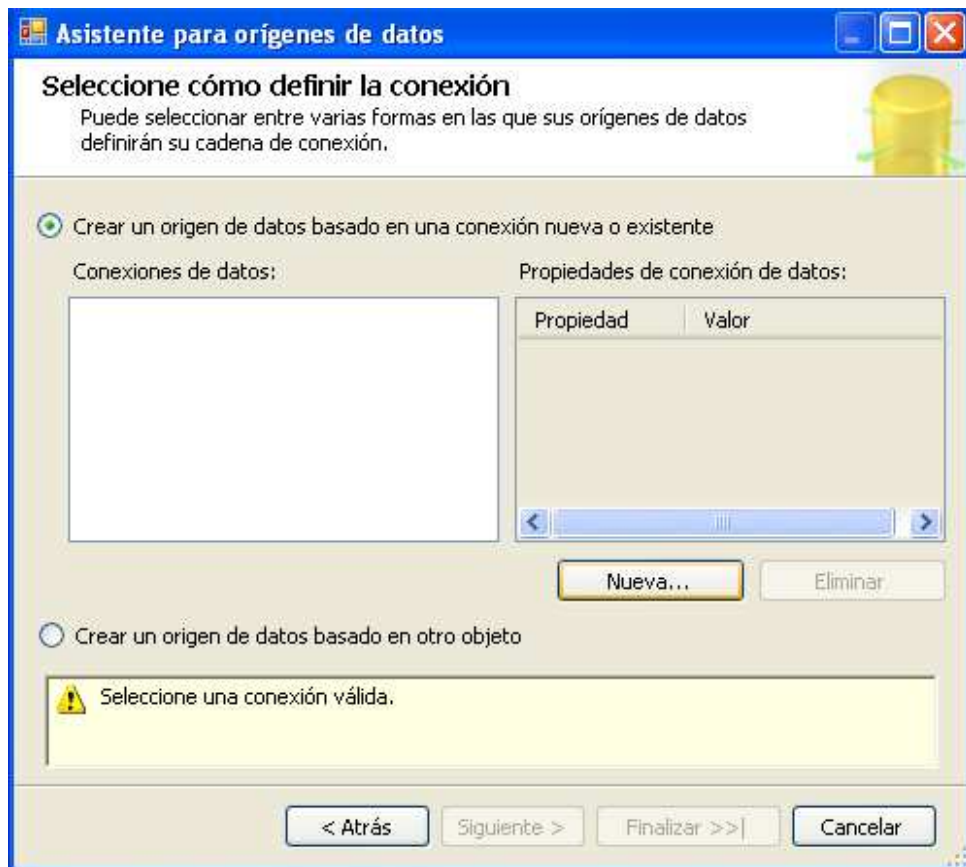 Asistente para orígenes de datos
Seleccione cómo definir la conexión
Puede seleccionar entre varias formas en las que sus orígenes de datos
definirán su cadena de conexión.
Crear un origen de datos basado en una conexión nueva o existente
Conexiones de datos:
Propiedades de conexión de datos:
Propiedad Valor
Nueva... Eliminar
Crear un origen de datos basado en otro objeto
Seleccione una conexión válida.
< Atrás Siguiente > Finalizar >>| Cancelar